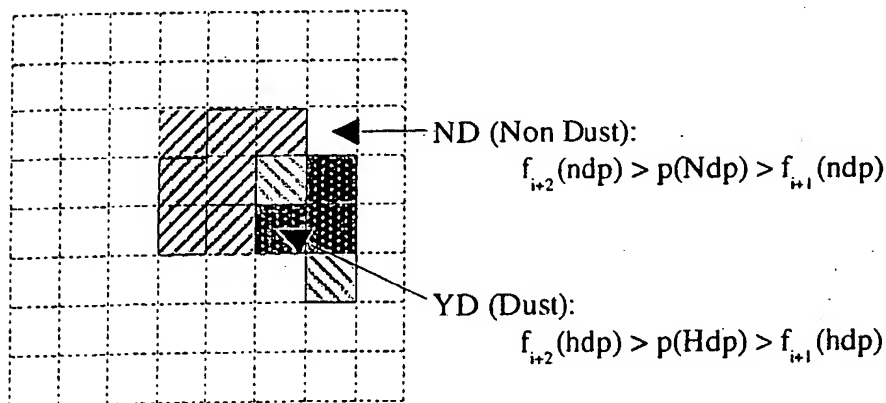 ND (Non Dust):
f_{i+2}(ndp) > p(Ndp) > f_{i+1}(ndp)
YD (Dust):
f_{i+2}(hdp) > p(Hdp) > f_{i+1}(hdp)